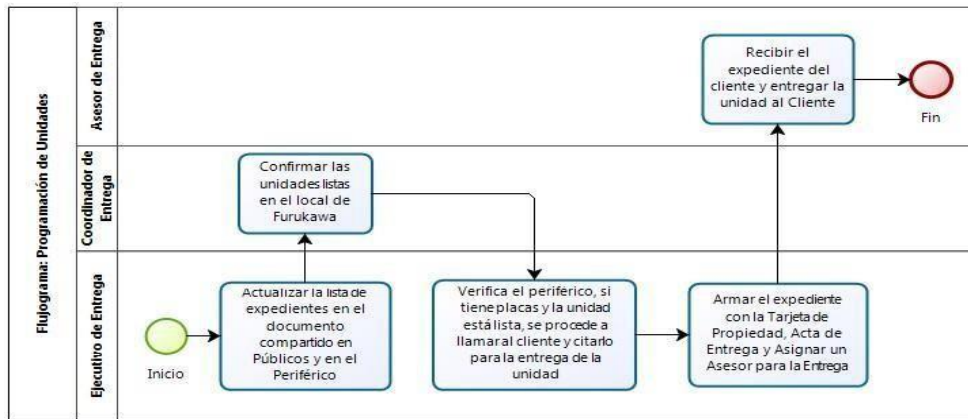 Flujograma: Programación de Unidades
Asesor de Entrega
Recibir el
expediente del
cliente y entregar la
unidad al Cliente
Fin
Coordinador de
Entrega
Confirmar las
unidades listas
en el local de
Furukawa
Ejecutivo de Entrega
Inicio
Actualizar la lista de
expedientes en el
documento
compartido en
Públicos y en el
Periférico
Verifica el periférico, si
tiene placas y la unidad
está lista, se procede a
llamar al cliente y citarlo
para la entrega de la
unidad
Armar el expediente
con la Tarjeta de
Propiedad, Acta de
Entrega y Asignar un
Asesor para la Entrega